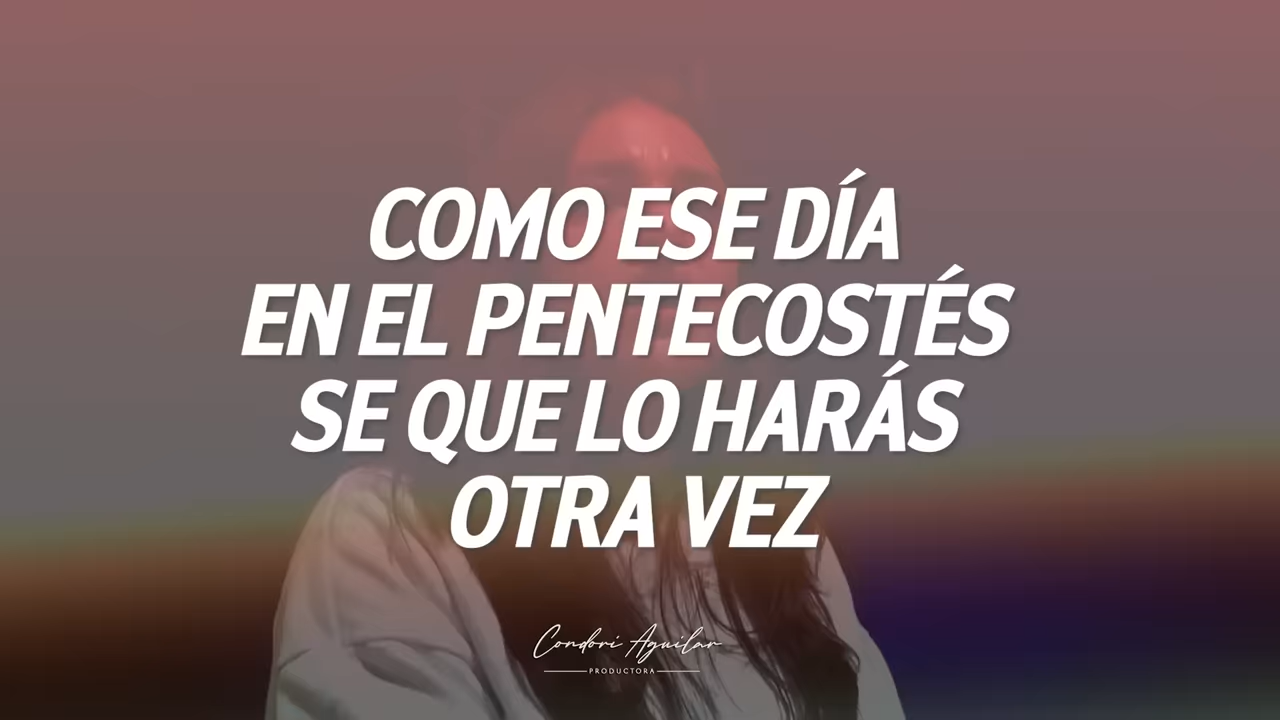 COMO ESE DÍA
EN EL PENTECOSTÉS
SE QUE LO HARÁS
OTRA VEZ
Condori Aguilar
PRODUCTORA